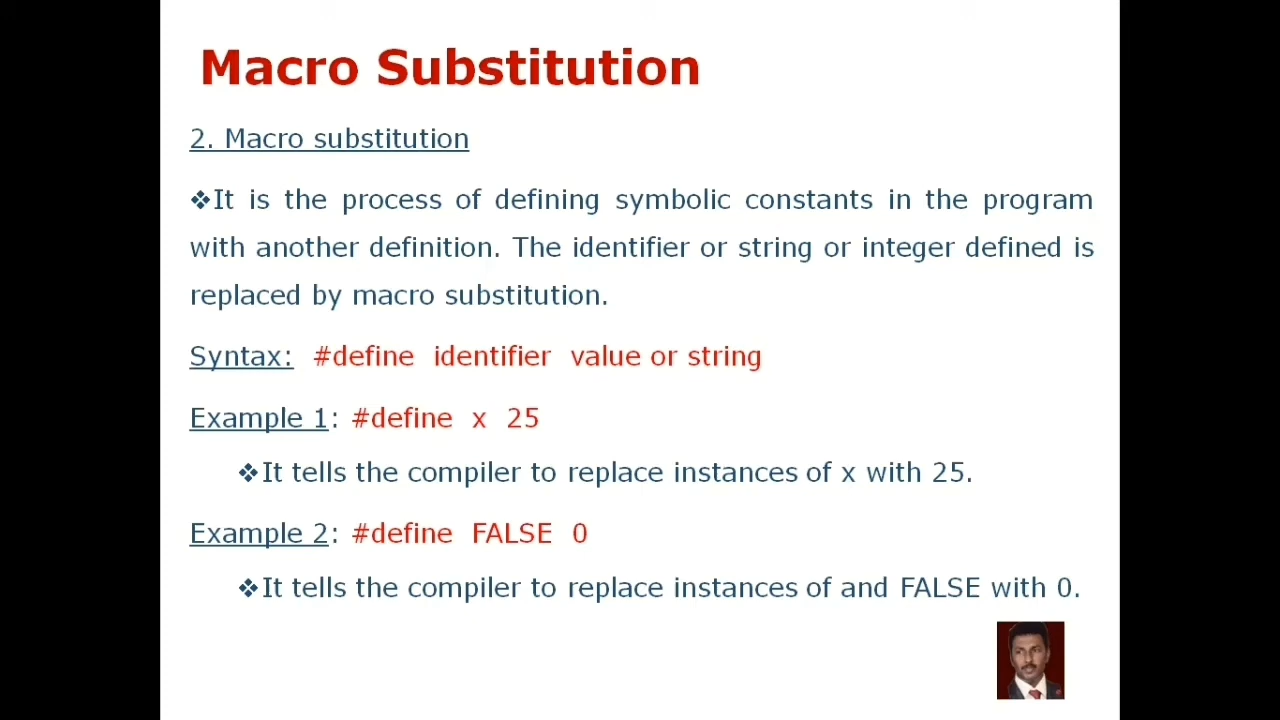 Macro Substitution
2. Macro substitution
❖It is the process of defining symbolic constants in the program
with another definition. The identifier or string or integer defined is
replaced by macro substitution.
Syntax: #define identifier value or string
Example 1: #define x 25
❖It tells the compiler to replace instances of x with 25.
Example 2: #define FALSE 0
❖It tells the compiler to replace instances of and FALSE with 0.